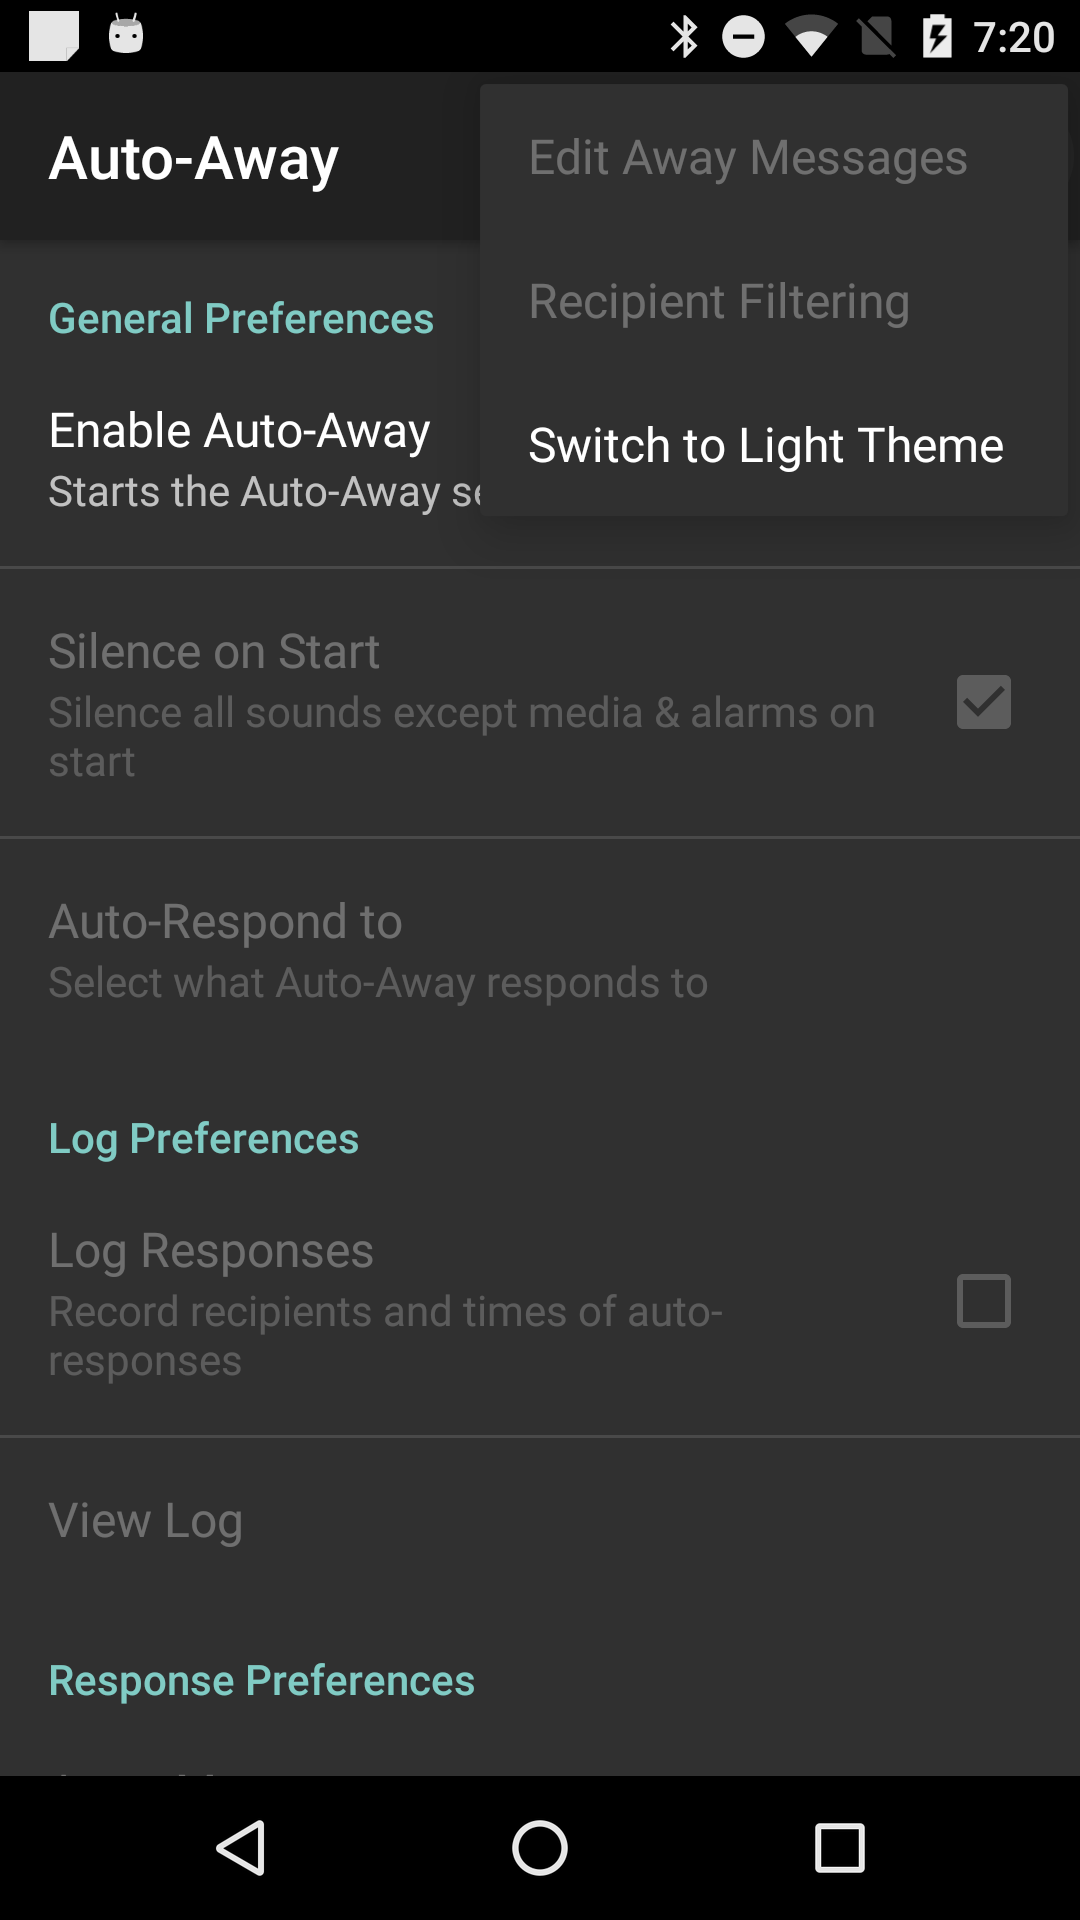 7:20
Auto-Away
Edit Away Messages
Recipient Filtering
Switch to Light Theme
General Preferences
Enable Auto-Away
Starts the Auto-Away
Silence on Start
Silence all sounds except media & alarms on
start
Auto-Respond to
Select what Auto-Away responds to
Log Preferences
Log Responses
Record recipients and times of auto-
responses
View Log
Response Preferences